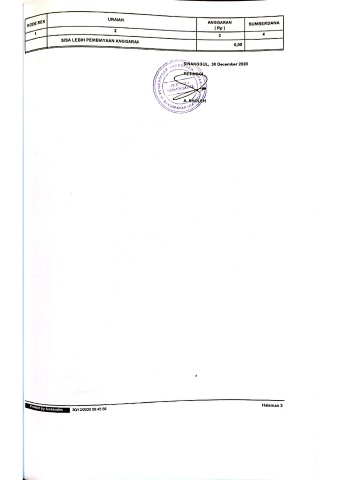 KODE REK URAIAN ANGGARAN ( Rp ) SUMBERDANA
1 2 3 4
SISA LEBIH PEMBIAYAAN ANGGARAN 0,00
SINANGGUL, 30 December 2020
PETINGGI
A. SHOLEH
Printed by Siskeudes 30/12/2020 09:45:56 Halaman 3